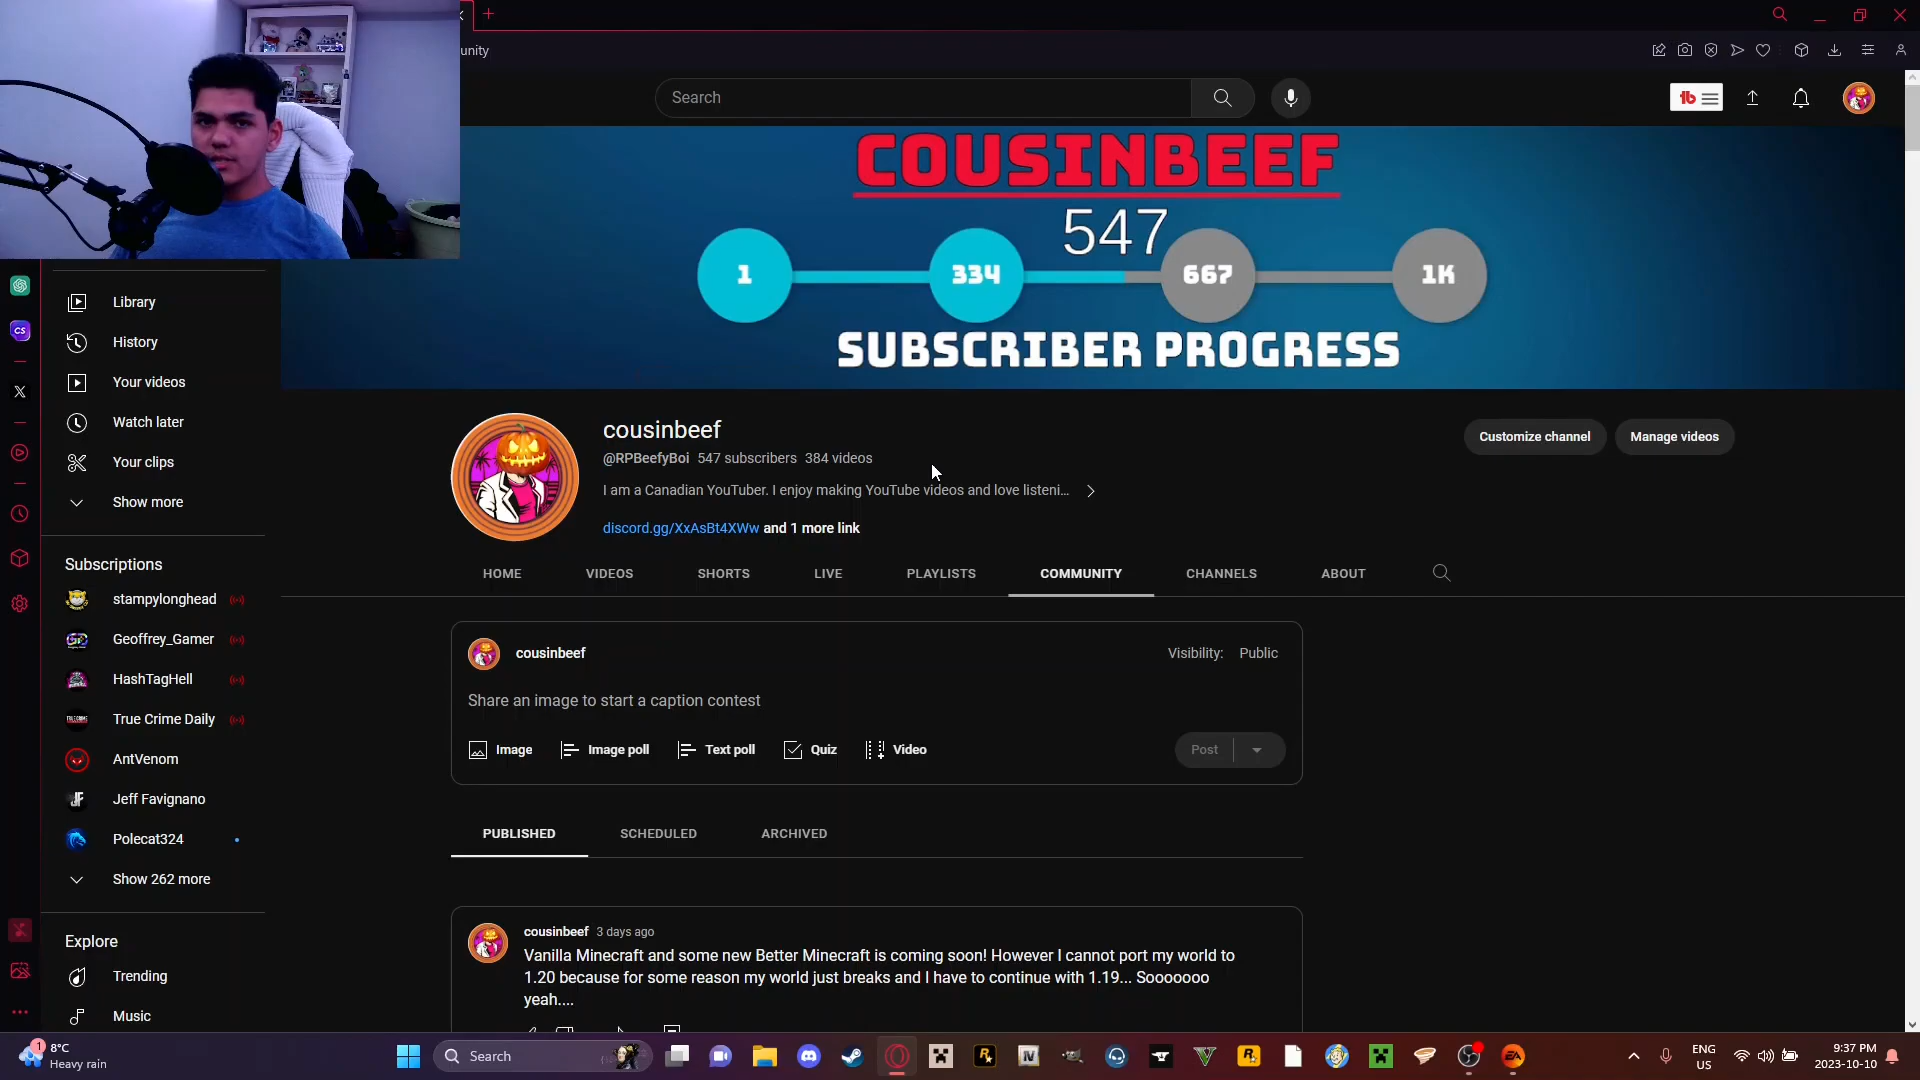 unity
Search
COUSINBEEF
547
1
334
667
1K
SUBSCRIBER PROGRESS
cousinbeef
@RPBeefyBoi 547 subscribers 384 videos
I am a Canadian YouTuber. I enjoy making YouTube videos and love listeni...
discord.gg/XxAsBt4XWw and 1 more link
Customize channel
Manage videos
HOME
VIDEOS
SHORTS
LIVE
PLAYLISTS
COMMUNITY
CHANNELS
ABOUT
CS
Library
History
Your videos
Watch later
Your clips
Show more
Subscriptions
stampylonghead
Geoffrey_Gamer
HashTagHell
True Crime Daily
AntVenom
Jeff Favignano
Polecat324
Show 262 more
Explore
Trending
Music
cousinbeef
Visibility: Public
Share an image to start a caption contest
Image
Image poll
Text poll
Quiz
Video
Post
PUBLISHED
SCHEDULED
ARCHIVED
cousinbeef 3 days ago
Vanilla Minecraft and some new Better Minecraft is coming soon! However I cannot port my world to
1.20 because for some reason my world just breaks and I have to continue with 1.19... Sooooooo
yeah....
1
8°C
Heavy rain
Search
ENG
US
9:37 PM
2023-10-10